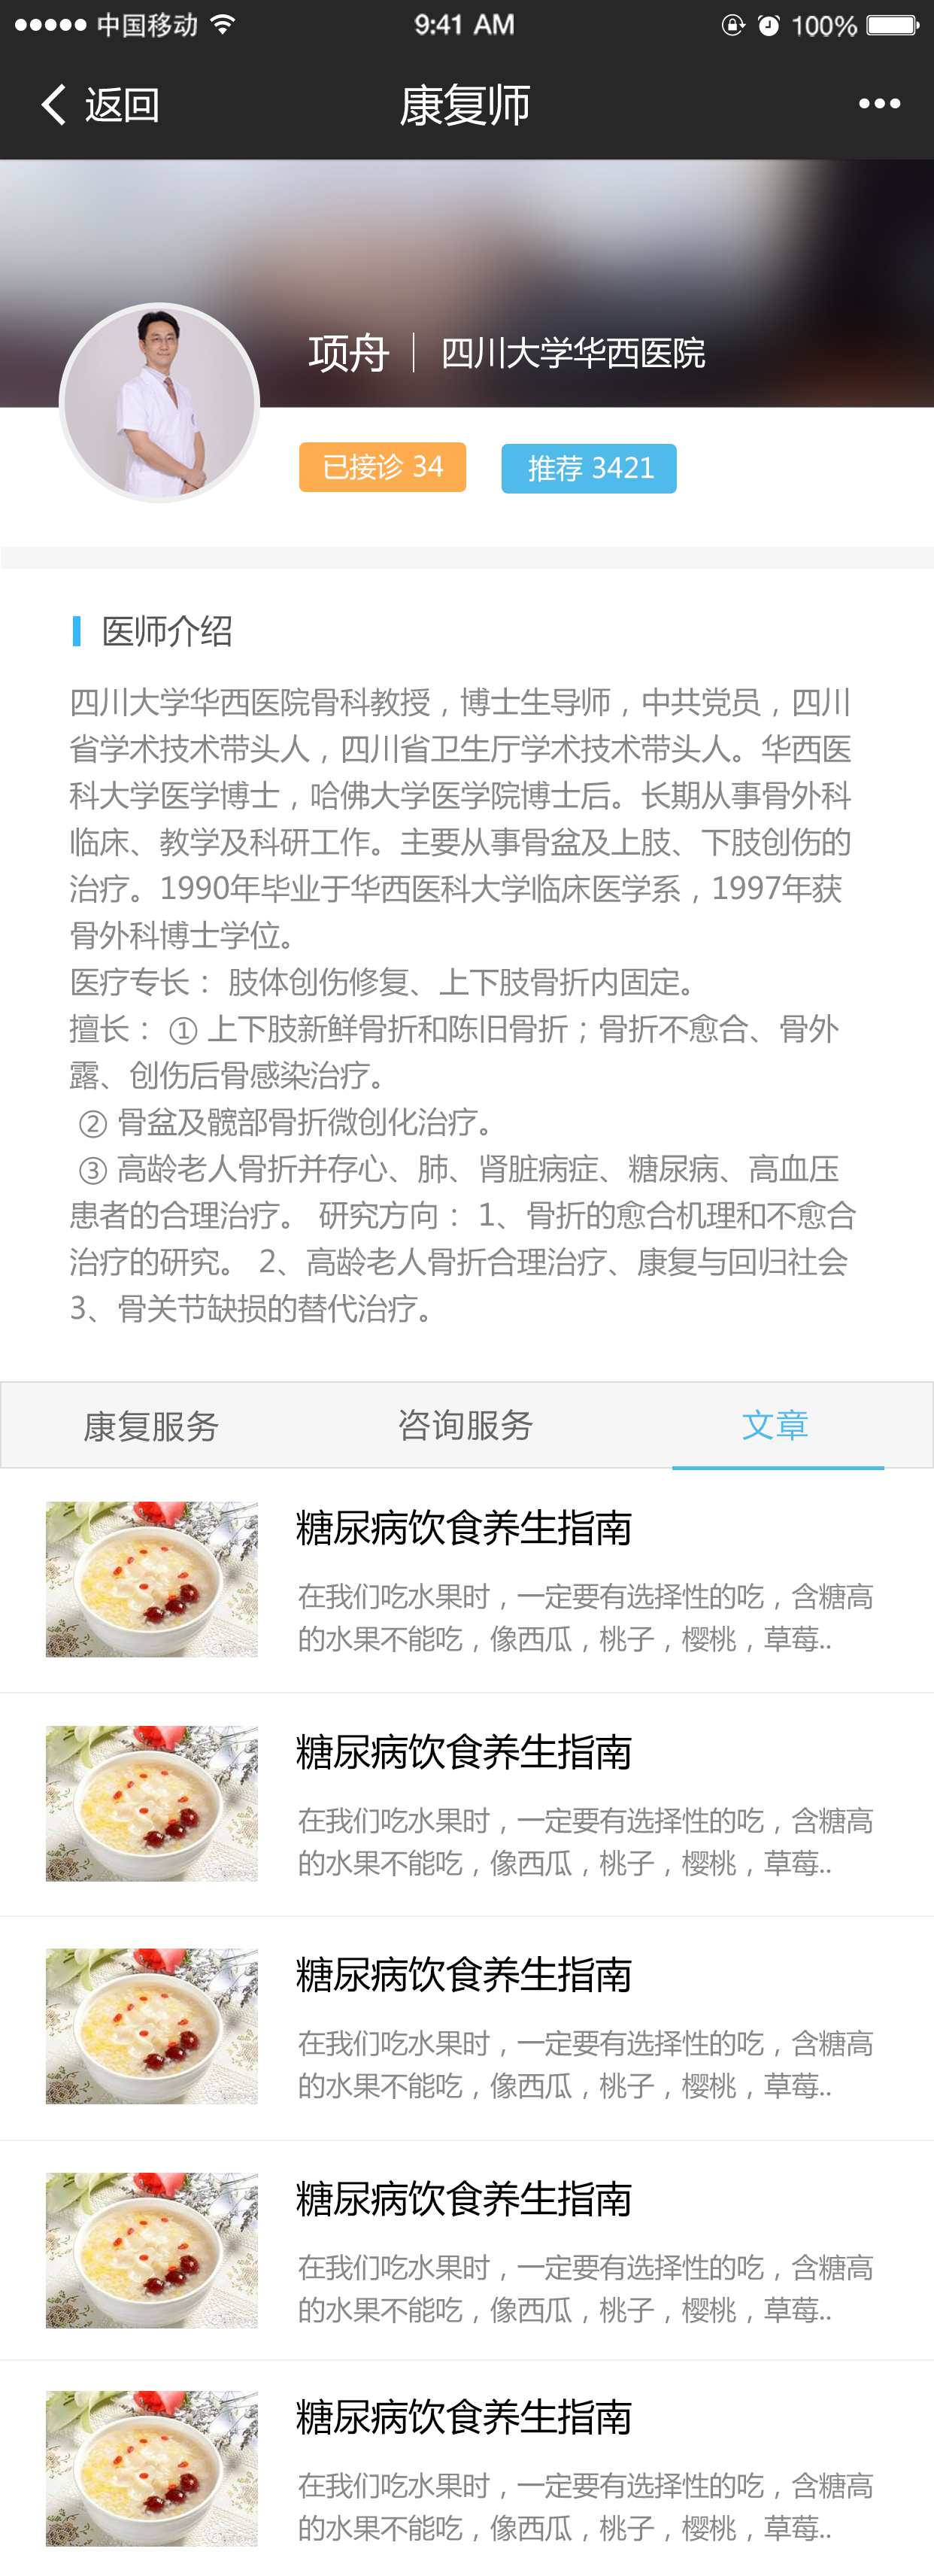 中国移动 9:41 AM 100%
返回 康复师
项舟 四川大学华西医院
已接诊 34 推荐 3421
医师介绍
四川大学华西医院骨科教授，博士生导师，中共党员，四川
省学术技术带头人，四川省卫生厅学术技术带头人。华西医
科大学医学博士，哈佛大学医学院博士后。长期从事骨外科
临床、教学及科研工作。主要从事骨盆及上肢、下肢创伤的
治疗。1990年毕业于华西医科大学临床医学系，1997年获
骨外科博士学位。
医疗专长： 肢体创伤修复、上下肢骨折内固定。
擅长： ① 上下肢新鲜骨折和陈旧骨折；骨折不愈合、骨外
露、创伤后骨感染治疗。
② 骨盆及髋部骨折微创化治疗。
③ 高龄老人骨折并存心、肺、肾脏病症、糖尿病、高血压
患者的合理治疗。 研究方向： 1、骨折的愈合机理和不愈合
治疗的研究。 2、高龄老人骨折合理治疗、康复与回归社会
3、骨关节缺损的替代治疗。
康复服务 咨询服务 文章
糖尿病饮食养生指南
在我们吃水果时，一定要有选择性的吃，含糖高
的水果不能吃，像西瓜，桃子，樱桃，草莓..
糖尿病饮食养生指南
在我们吃水果时，一定要有选择性的吃，含糖高
的水果不能吃，像西瓜，桃子，樱桃，草莓..
糖尿病饮食养生指南
在我们吃水果时，一定要有选择性的吃，含糖高
的水果不能吃，像西瓜，桃子，樱桃，草莓..
糖尿病饮食养生指南
在我们吃水果时，一定要有选择性的吃，含糖高
的水果不能吃，像西瓜，桃子，樱桃，草莓..
糖尿病饮食养生指南
在我们吃水果时，一定要有选择性的吃，含糖高
的水果不能吃，像西瓜，桃子，樱桃，草莓..